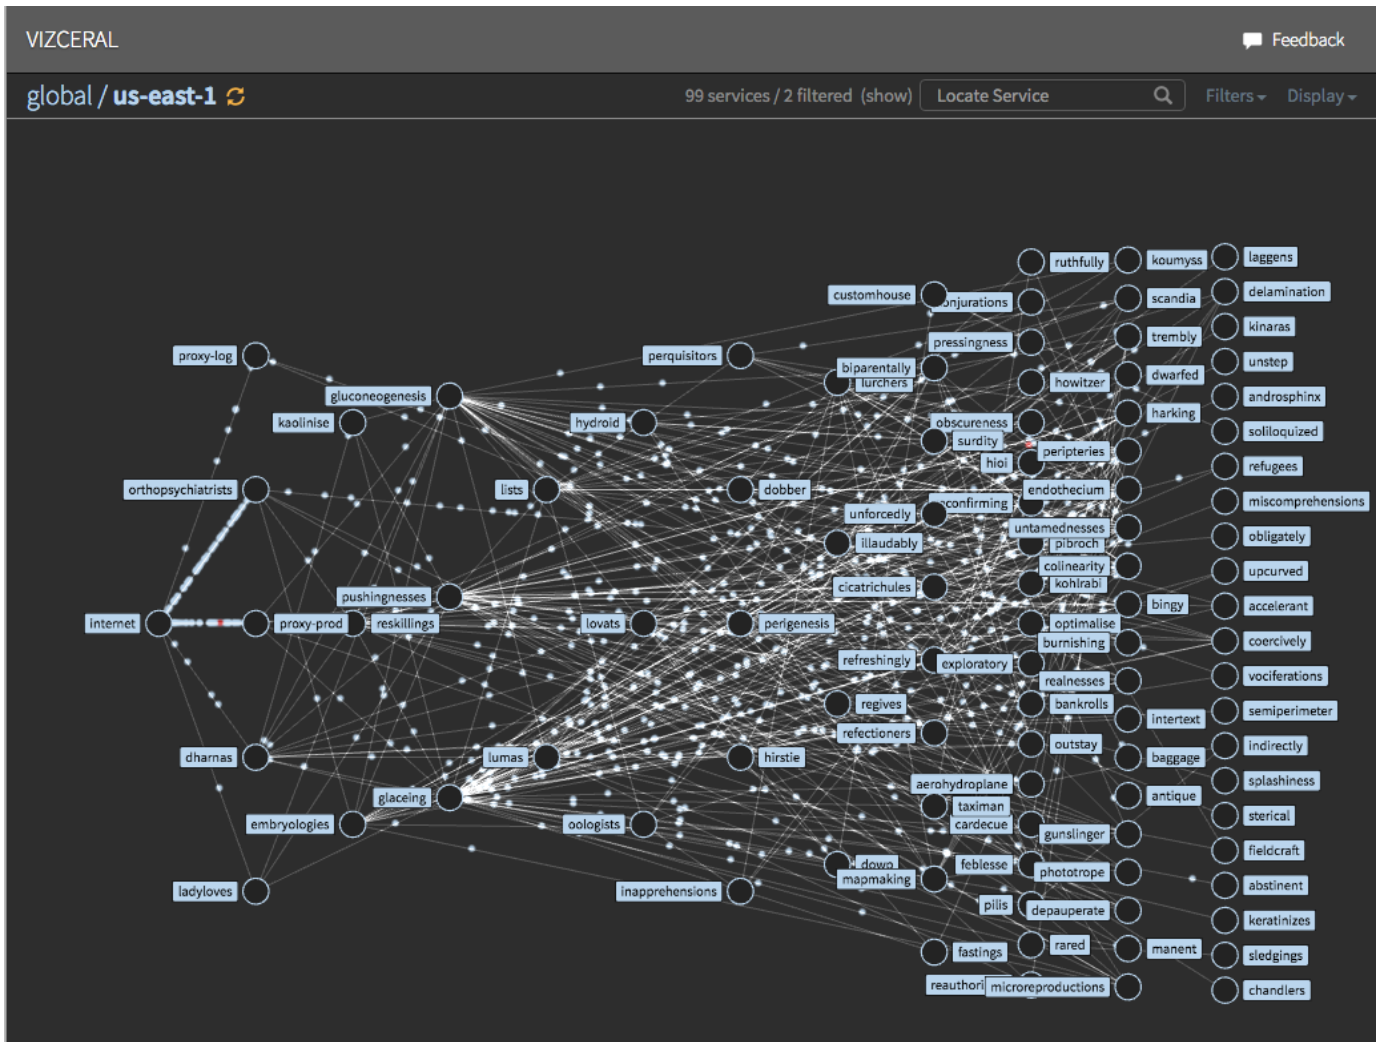 VIZCERAL
Feedback
global / us-east-1
99 services / 2 filtered (show)
Locate Service
Filters
Display
laggens
ruthfully
koumyss
delamination
customhouse
scandia
kinaras
trembly
pressingness
proxy-log
perquisitors
unstep
biparentally
dwarfed
lurchers
howitzer
gluconeogenesis
androsphinx
harking
kaolinise
hydroid
obscureness
soliloquized
surdity
peripteries
hioi
refugees
orthopsychiatrists
lists
dobber
endothecium
miscomprehensions
unforcedly
untamednesses
obligately
illaudably
pibroch
colinearity
upcurved
cicatrichules
kohlrabi
pushingnesses
bingy
accelerant
internet
proxy-prod
reskillings
lovats
perigenesis
optimalise
burnishing
coercively
refreshingly
exploratory
vociferations
realnesses
regives
bankrolls
semiperimeter
intertext
refectioners
outstay
indirectly
dharnas
lumas
hirstie
baggage
splashiness
aerohydroplane
glaceing
antique
taximan
sterical
embryologies
oologists
cardecue
gunslinger
fieldcraft
feblesse
phototrope
mapmaking
abstinent
ladyloves
inapprehensions
pilis
depauperate
keratinizes
rared
manent
fastings
sledgings
microreproductions
chandlers